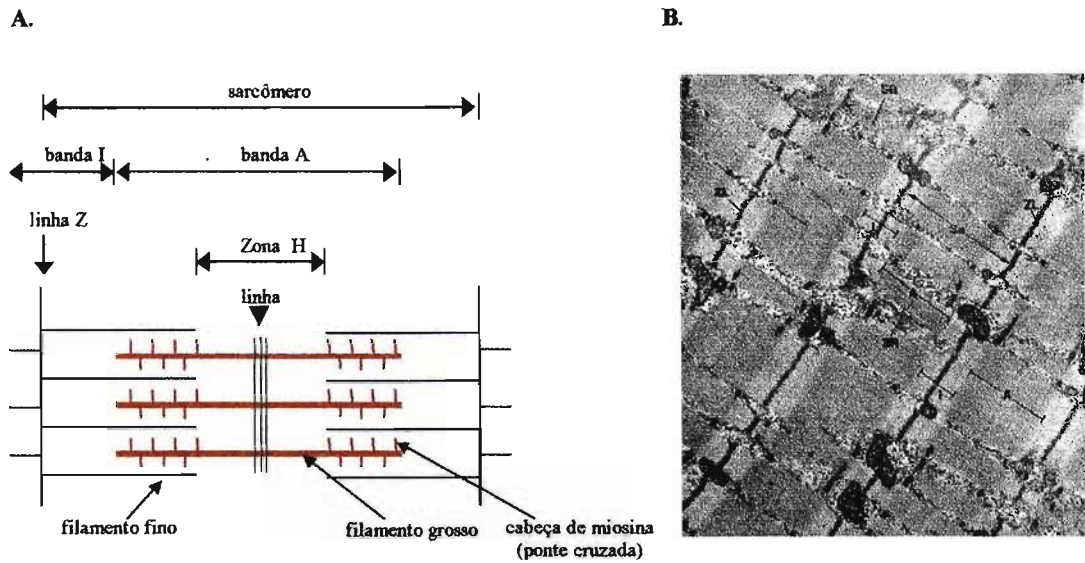 A.
B.
sarcômero
banda I
banda A
linha Z
Zona H
linha
filamento fino
filamento grosso
cabeça de miosina
(ponte cruzada)